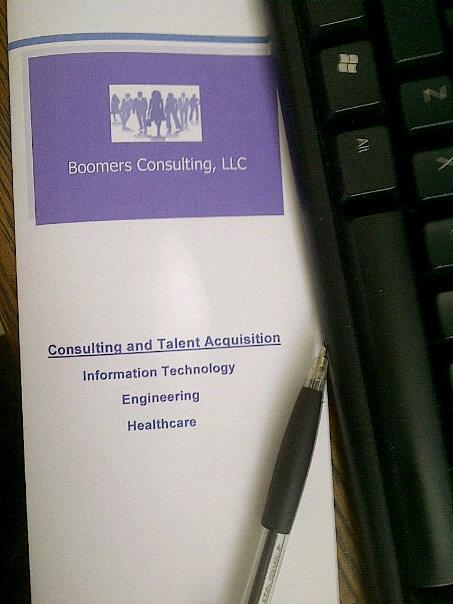 Boomers Consulting, LLC
Consulting and Talent Acquisition
Information Technology
Engineering
Healthcare
Alt
Z
X